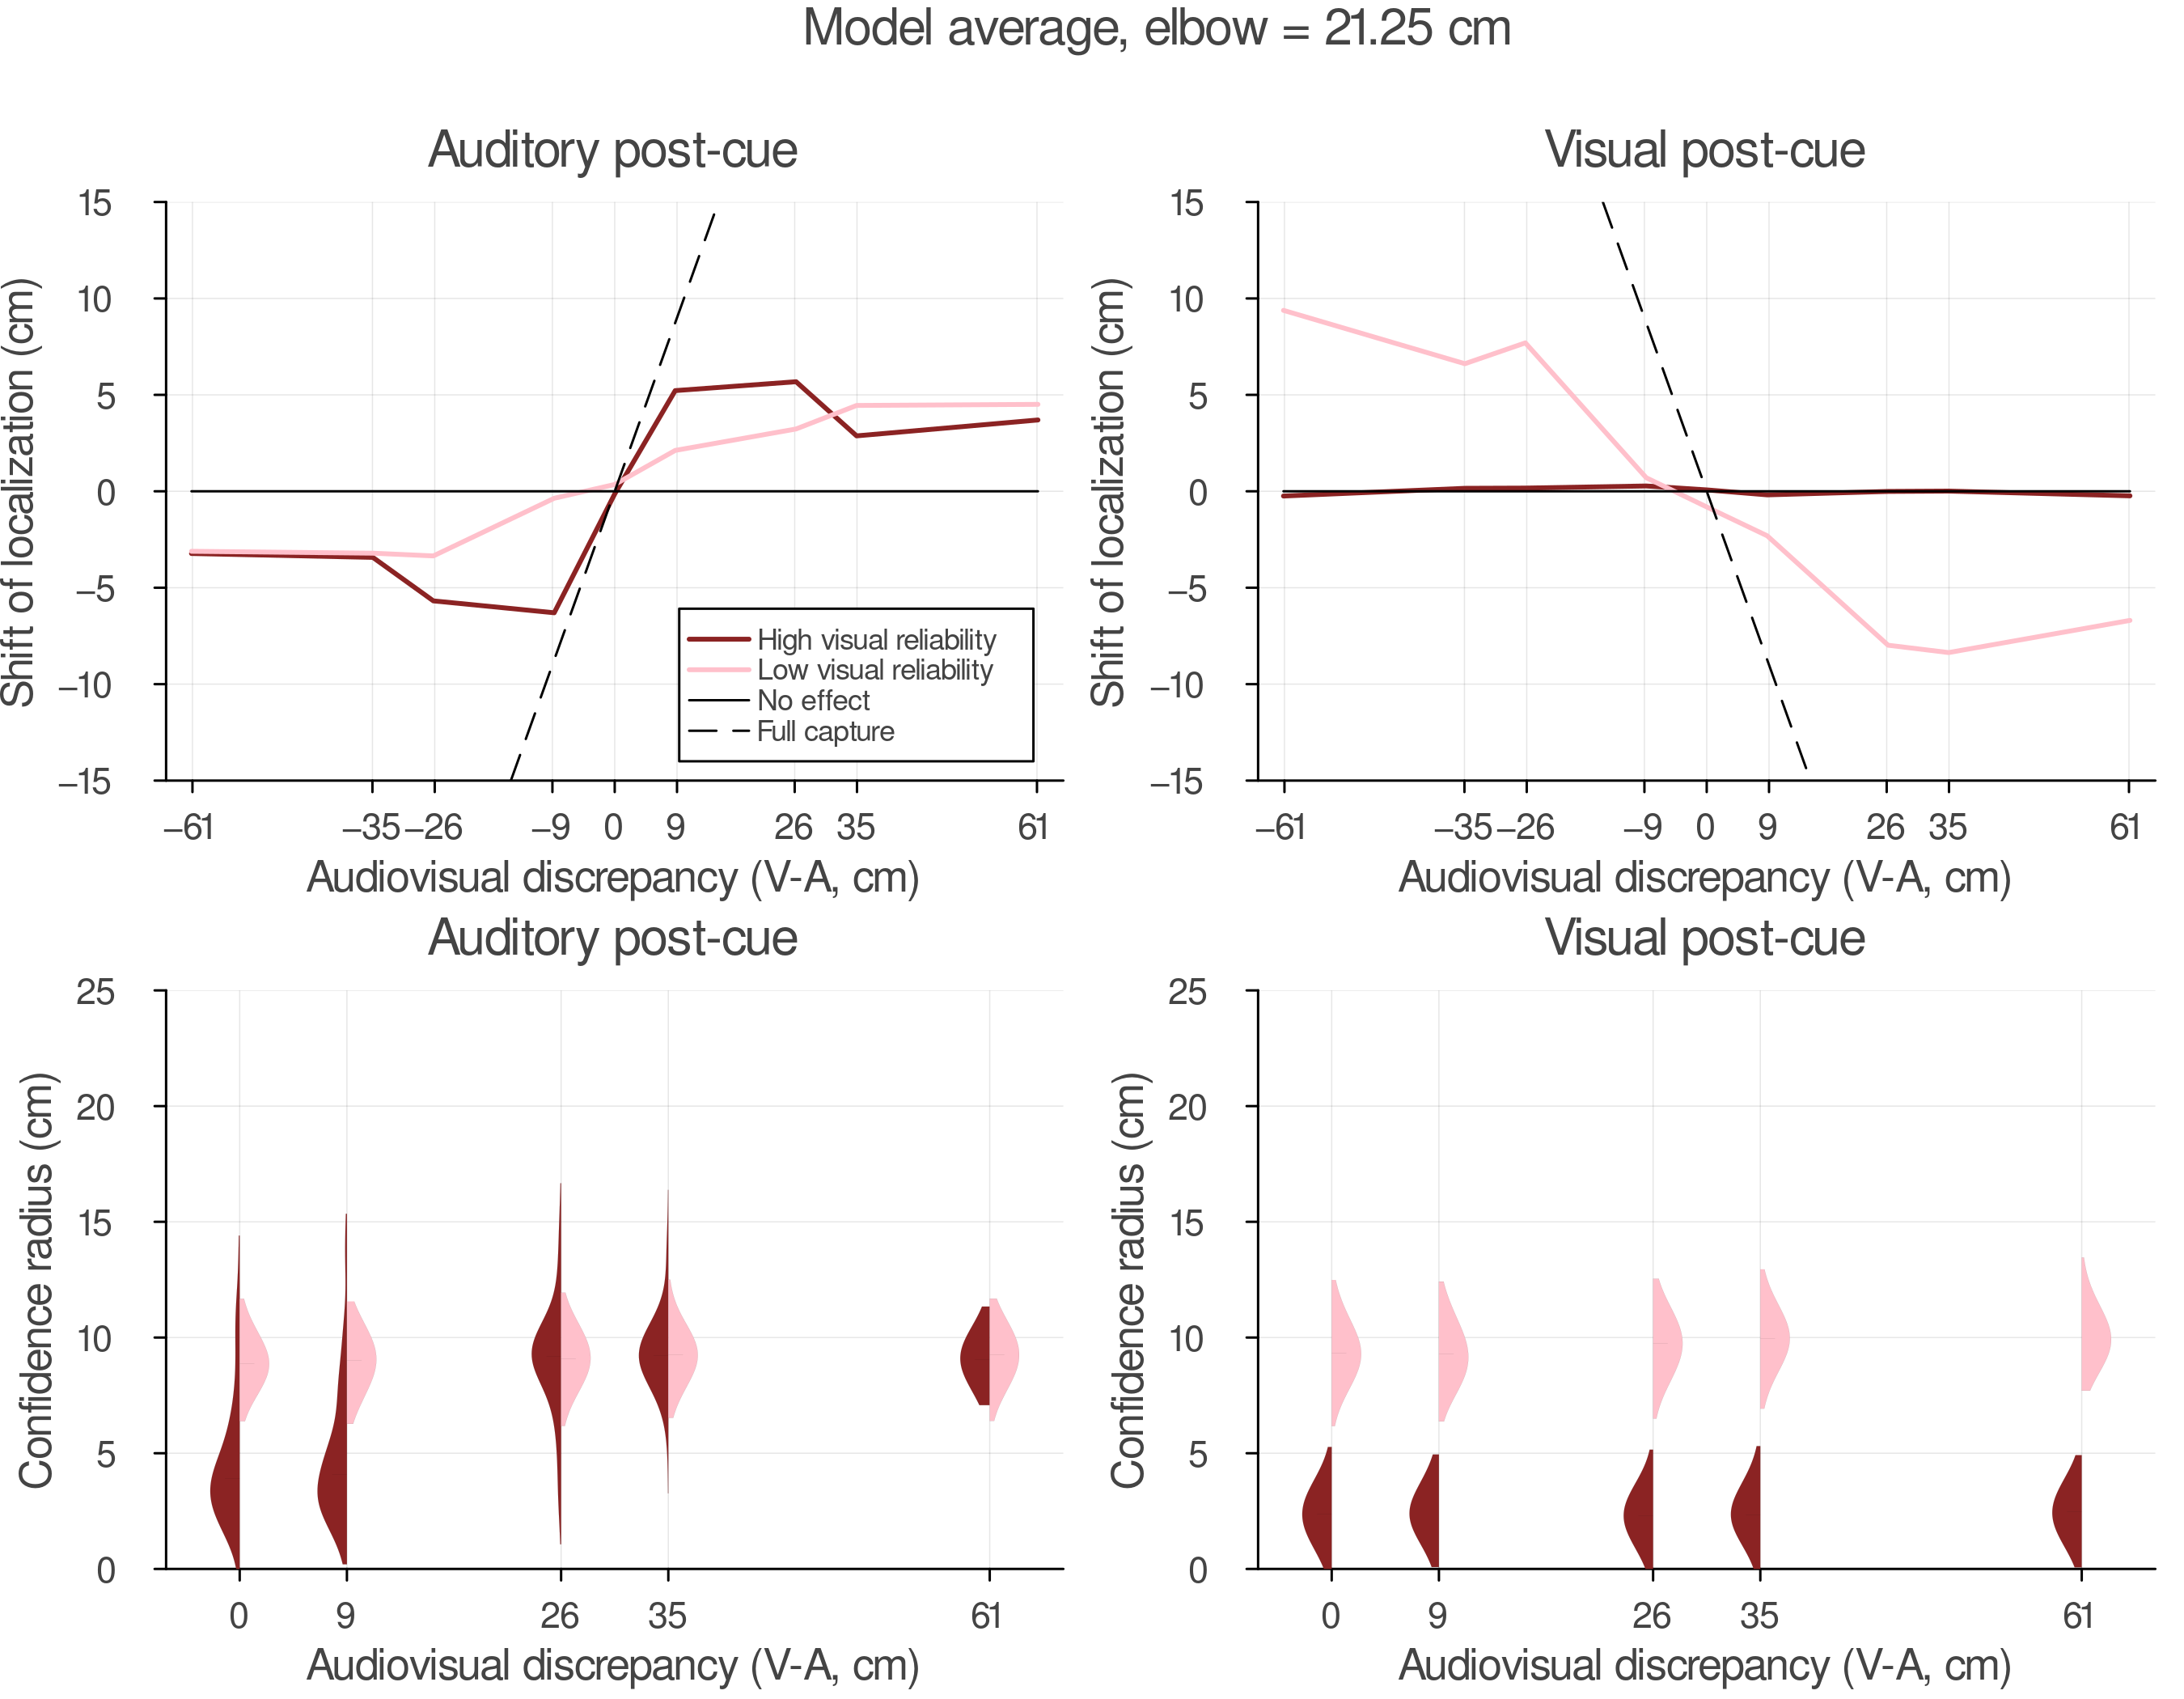 Model average, elbow = 21.25 cm
Auditory post-cue
15
10
5
0
−5
−10
−15
Shift of localization (cm)
High visual reliability
Low visual reliability
No effect
Full capture
−61 −35 −26 −9 0 9 26 35 61
Audiovisual discrepancy (V-A, cm)
Visual post-cue
15
10
5
0
−5
−10
−15
Shift of localization (cm)
−61 −35 −26 −9 0 9 26 35 61
Audiovisual discrepancy (V-A, cm)
Auditory post-cue
25
20
15
10
5
0
Confidence radius (cm)
0 9 26 35 61
Audiovisual discrepancy (V-A, cm)
Visual post-cue
25
20
15
10
5
0
Confidence radius (cm)
0 9 26 35 61
Audiovisual discrepancy (V-A, cm)